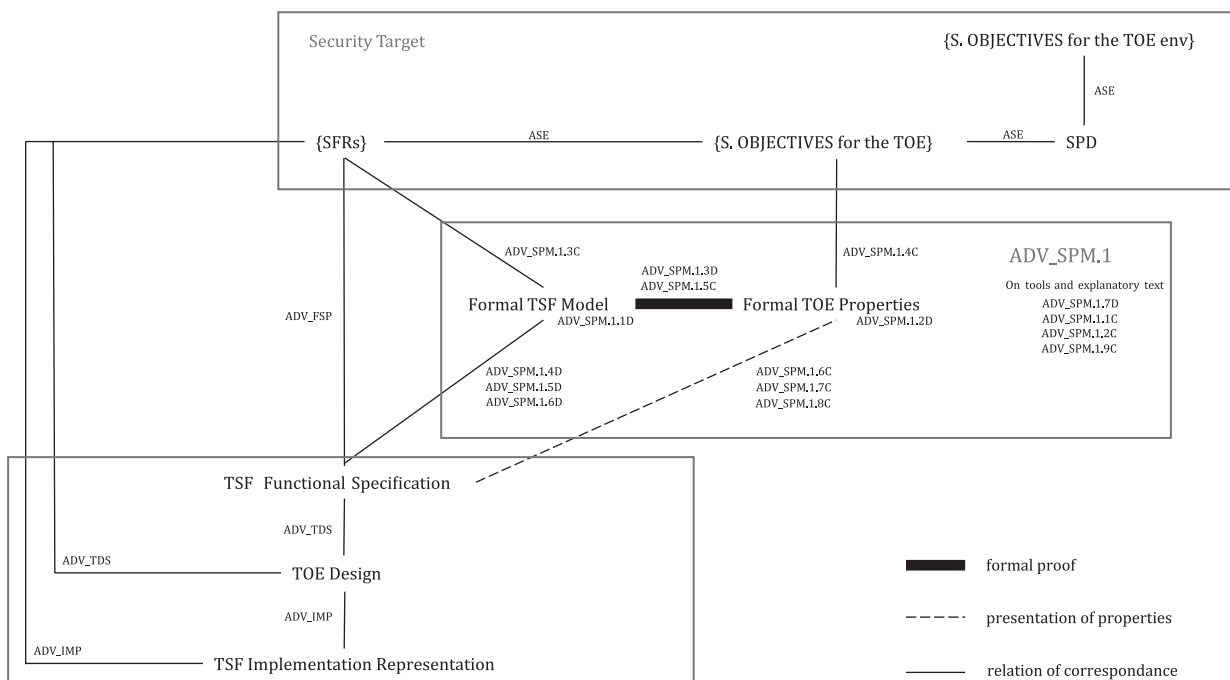 Security Target
{S. OBJECTIVES for the TOE env}
ASE
{SFRs}
ASE
{S. OBJECTIVES for the TOE}
ASE
SPD
ADV_SPM.1.3C
ADV_SPM.1.4C
ADV_SPM.1
ADV_SPM.1.3D
ADV_SPM.1.5C
On tools and explanatory text
ADV_SPM.1.7D
ADV_SPM.1.1C
ADV_SPM.1.2C
ADV_SPM.1.9C
Formal TSF Model
Formal TOE Properties
ADV_FSP
ADV_SPM.1.1D
ADV_SPM.1.2D
ADV_SPM.1.4D
ADV_SPM.1.5D
ADV_SPM.1.6D
ADV_SPM.1.6C
ADV_SPM.1.7C
ADV_SPM.1.8C
TSF Functional Specification
ADV_TDS
ADV_TDS
TOE Design
ADV_IMP
ADV_IMP
TSF Implementation Representation
formal proof
presentation of properties
relation of correspondance